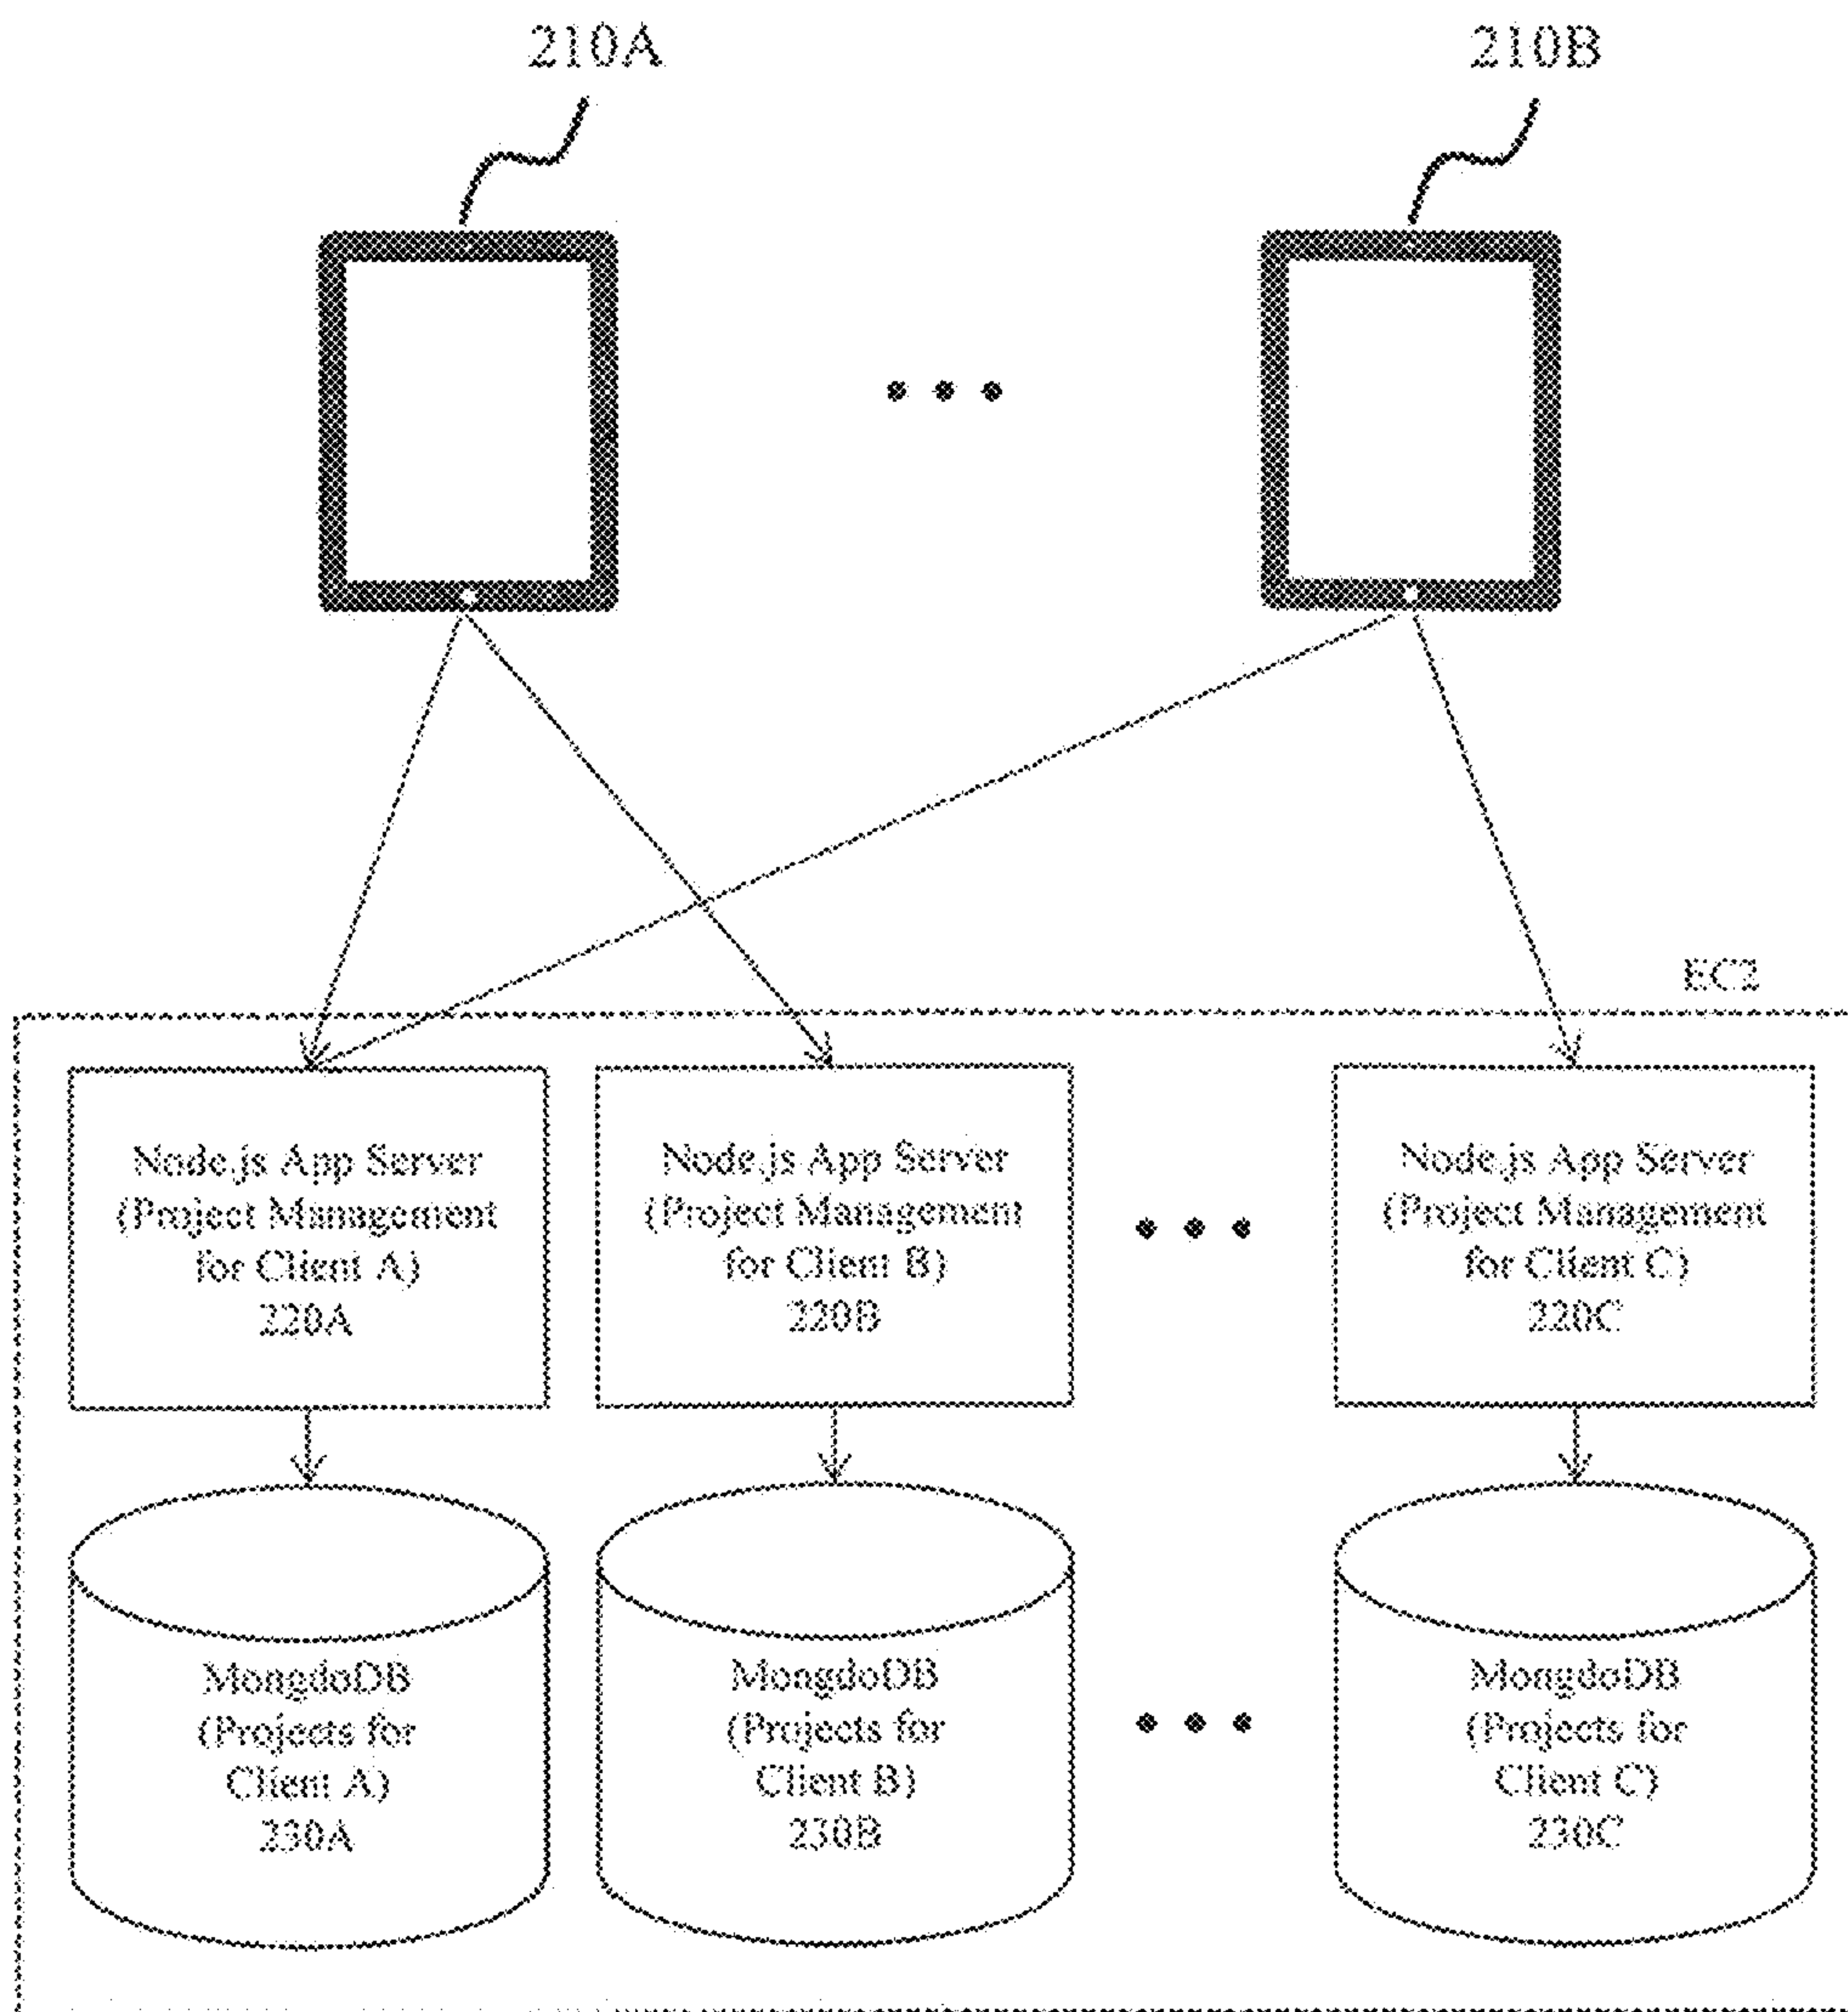 210A
210B
EC2
Node.js App Server
(Project Management
for Client A)
220A
Node.js App Server
(Project Management
for Client B)
220B
Node.js App Server
(Project Management
for Client C)
220C
MongdoDB
(Projects for
Client A)
230A
MongdoDB
(Projects for
Client B)
230B
MongdoDB
(Projects for
Client C)
230C